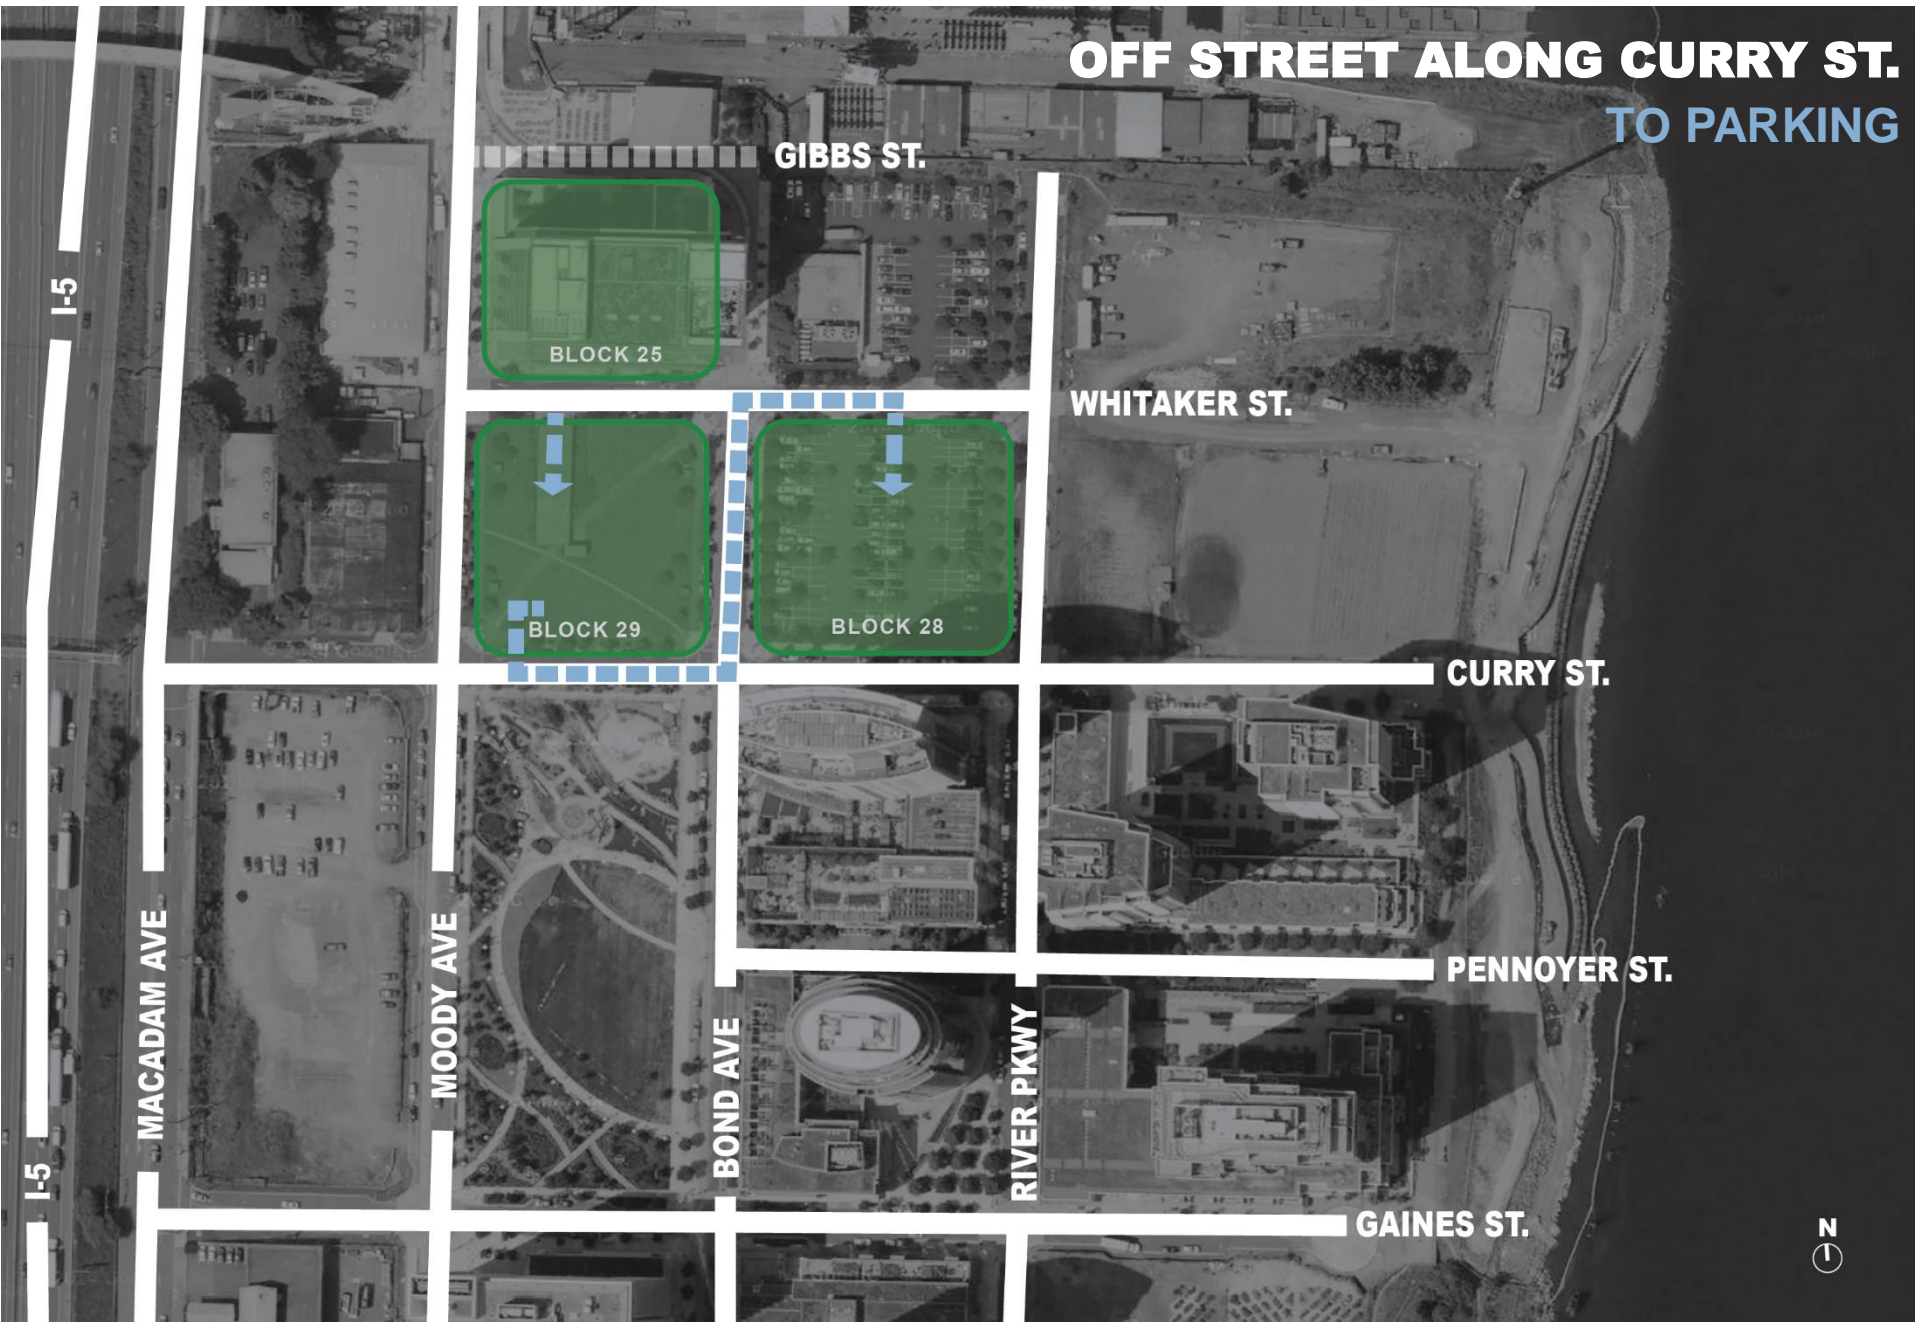 OFF STREET ALONG CURRY ST.
TO PARKING
GIBBS ST.
I-5
BLOCK 25
WHITAKER ST.
BLOCK 29
BLOCK 28
CURRY ST.
MACADAM AVE
MOODY AVE
PENNOYER ST.
BOND AVE
RIVER PKWY
I-5
GAINES ST.
N